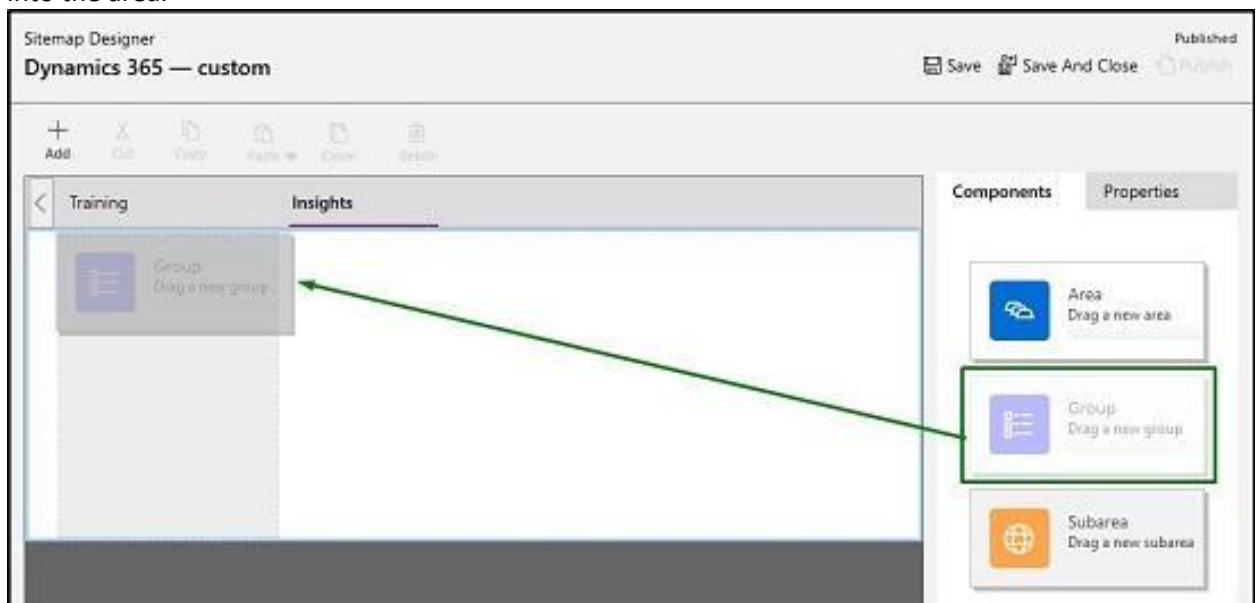 into the area.
Sitemap Designer
Published
Dynamics 365 — custom
Save Save And Close Publish
Add Cut Copy Paste Clone Delete
Training Insights
Components Properties
Group
Drag a new group
Area
Drag a new area
Group
Drag a new group
Subarea
Drag a new subarea